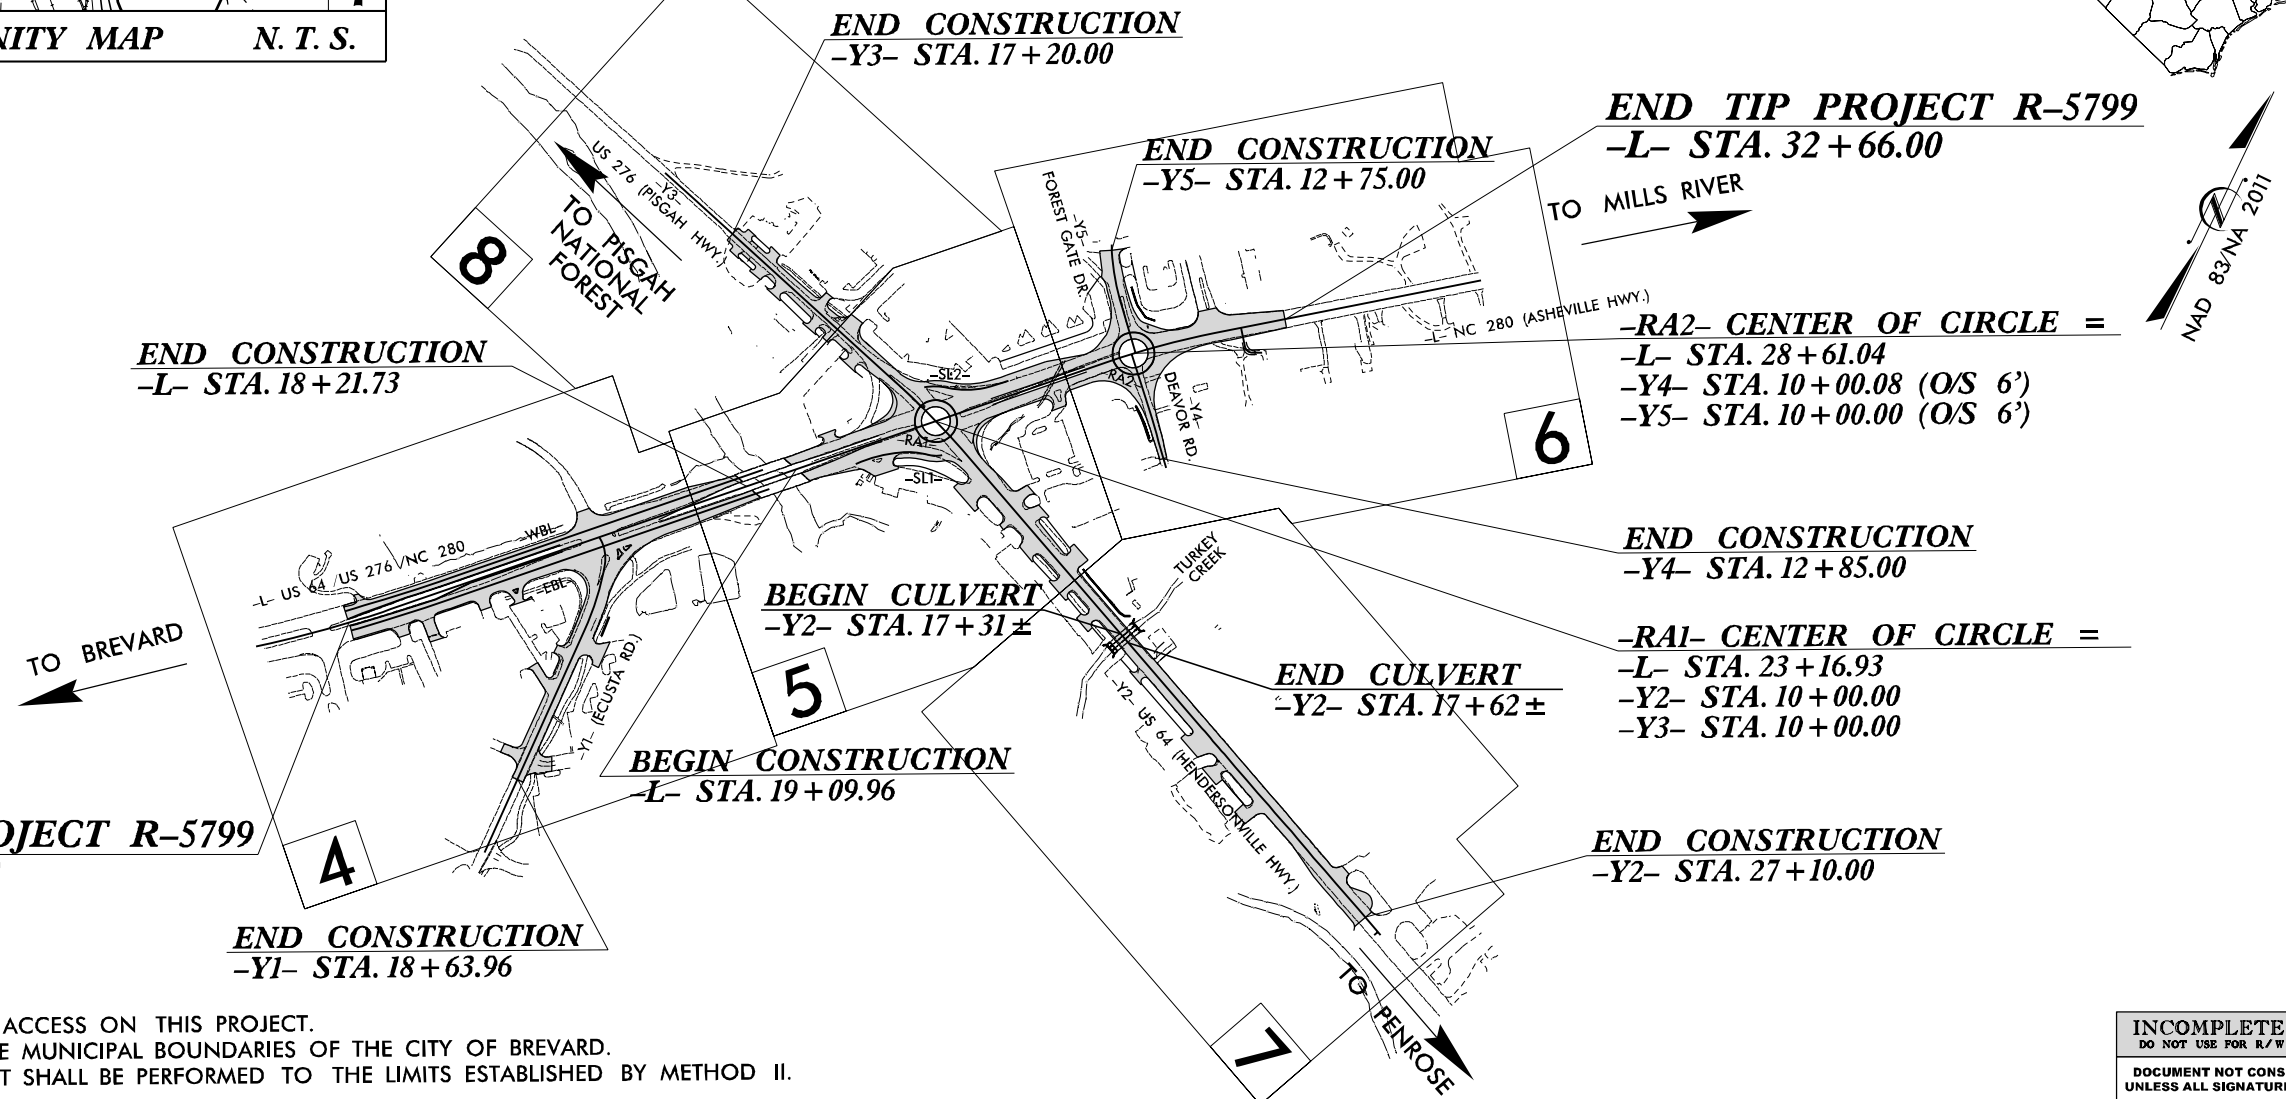 NITY MAP N. T. S.
END CONSTRUCTION
–Y3– STA. 17+20.00
END TIP PROJECT R–5799
–L– STA. 32+66.00
END CONSTRUCTION
–Y5– STA. 12+75.00
TO MILLS RIVER
NAD 83/NA 2011
US 276 (PISGAH HWY.)
–Y3–
TO PISGAH
NATIONAL
FOREST
8
FOREST GATE DR.
–Y5–
–L– NC 280 (ASHEVILLE HWY.)
–RA2– CENTER OF CIRCLE =
–L– STA. 28+61.04
–Y4– STA. 10+00.08 (O/S 6')
–Y5– STA. 10+00.00 (O/S 6')
END CONSTRUCTION
–L– STA. 18+21.73
–SL2–
–RA2–
DEAVOR RD.
–Y4–
–RA1–
–SL1–
6
–WBL–
–L– US 64 /US 276 /NC 280
–EBL–
TURKEY
CREEK
END CONSTRUCTION
–Y4– STA. 12+85.00
BEGIN CULVERT
–Y2– STA. 17+31±
TO BREVARD
–Y1– (ECUSTA RD.)
5
END CULVERT
–Y2– STA. 17+62±
–RA1– CENTER OF CIRCLE =
–L– STA. 23+16.93
–Y2– STA. 10+00.00
–Y3– STA. 10+00.00
–Y2– US 64 (HENDERSONVILLE HWY.)
BEGIN CONSTRUCTION
–L– STA. 19+09.96
OJECT R–5799
4
END CONSTRUCTION
–Y2– STA. 27+10.00
END CONSTRUCTION
–Y1– STA. 18+63.96
TO PENROSE
7
ACCESS ON THIS PROJECT.
E MUNICIPAL BOUNDARIES OF THE CITY OF BREVARD.
T SHALL BE PERFORMED TO THE LIMITS ESTABLISHED BY METHOD II.
INCOMPLETE
DO NOT USE FOR R/W
DOCUMENT NOT CONS
UNLESS ALL SIGNATUR